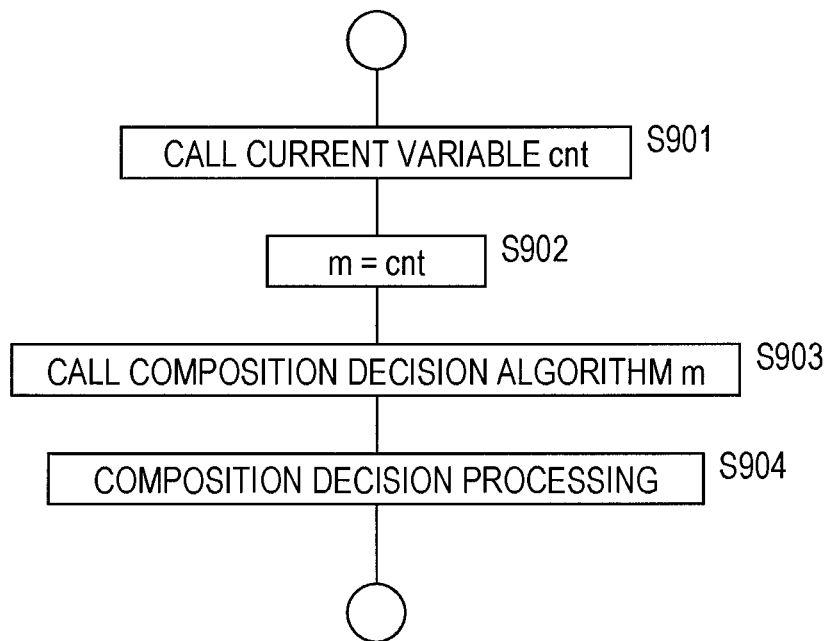 CALL CURRENT VARIABLE cnt S901
m = cnt S902
CALL COMPOSITION DECISION ALGORITHM m S903
COMPOSITION DECISION PROCESSING S904